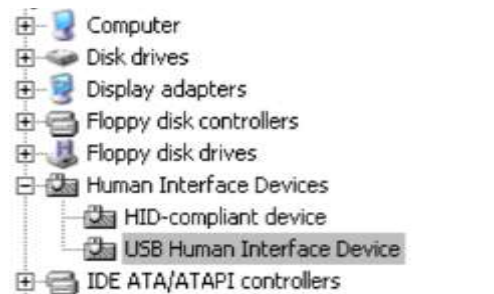 Computer
Disk drives
Display adapters
Floppy disk controllers
Floppy disk drives
Human Interface Devices
HID-compliant device
USB Human Interface Device
IDE ATA/ATAPI controllers